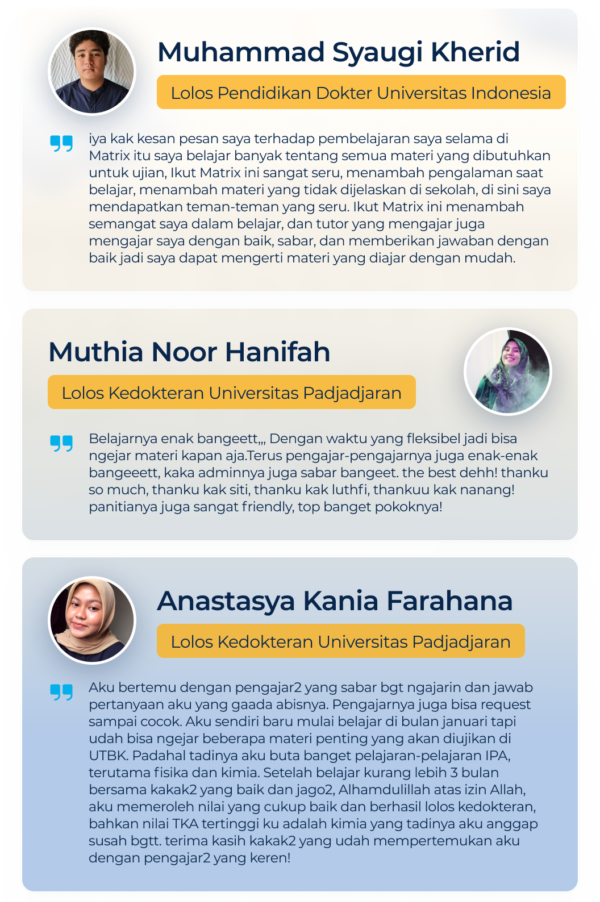 Muhammad Syaugi Kherid
Lolos Pendidikan Dokter Universitas Indonesia
iya kak kesan pesan saya terhadap pembelajaran saya selama di
Matrix itu saya belajar banyak tentang semua materi yang dibutuhkan
untuk ujian, Ikut Matrix ini sangat seru, menambah pengalaman saat
belajar, menambah materi yang tidak dijelaskan di sekolah, di sini saya
mendapatkan teman-teman yang seru. Ikut Matrix ini menambah
semangat saya dalam belajar, dan tutor yang mengajar juga
mengajar saya dengan baik, sabar, dan memberikan jawaban dengan
baik jadi saya dapat mengerti materi yang diajar dengan mudah.
Muthia Noor Hanifah
Lolos Kedokteran Universitas Padjadjaran
Belajarnya enak bangeett,,, Dengan waktu yang fleksibel jadi bisa
ngejar materi kapan aja.Terus pengajar-pengajarnya juga enak-enak
bangeeett, kaka adminnya juga sabar bangeet. the best dehh! thanku
so much, thanku kak siti, thanku kak luthfi, thankuu kak nanang!
panitianya juga sangat friendly, top banget pokoknya!
Anastasya Kania Farahana
Lolos Kedokteran Universitas Padjadjaran
Aku bertemu dengan pengajar2 yang sabar bgt ngajarin dan jawab
pertanyaan aku yang gaada abisnya. Pengajarnya juga bisa request
sampai cocok. Aku sendiri baru mulai belajar di bulan januari tapi
udah bisa ngejar beberapa materi penting yang akan diujikan di
UTBK. Padahal tadinya aku buta banget pelajaran-pelajaran IPA,
terutama fisika dan kimia. Setelah belajar kurang lebih 3 bulan
bersama kakak2 yang baik dan jago2, Alhamdulillah atas izin Allah,
aku memeroleh nilai yang cukup baik dan berhasil lolos kedokteran,
bahkan nilai TKA tertinggi ku adalah kimia yang tadinya aku anggap
susah bgtt. terima kasih kakak2 yang udah mempertemukan aku
dengan pengajar2 yang keren!